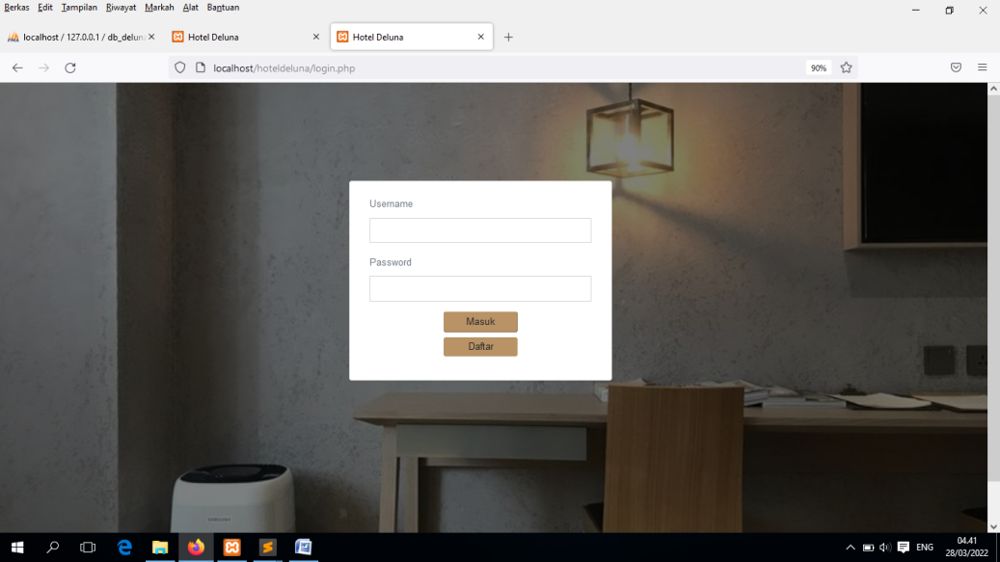 Berkas Edit Tampilan Riwayat Markah Alat Bantuan
localhost / 127.0.0.1 / db_deluna Hotel Deluna Hotel Deluna
localhost/hoteldeluna/login.php 90%
Username
Password
Masuk
Daftar
SAMSUNG
ENG 04.41
28/03/2022